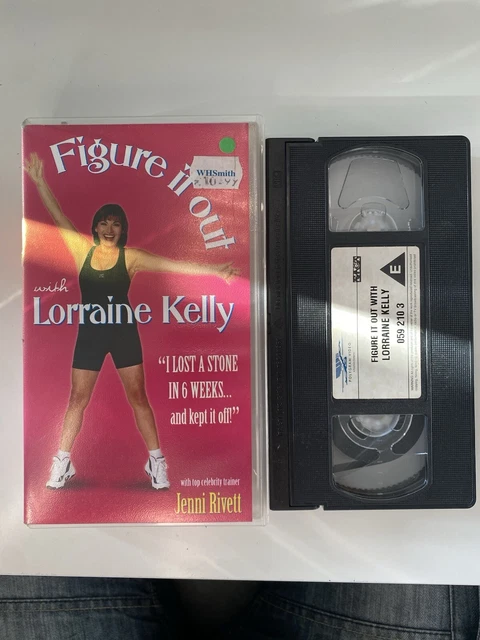 Figure it out
WHSmith
with
Lorraine Kelly
“I LOST A STONE
IN 6 WEEKS...
and kept it off!”
with top celebrity trainer
Jenni Rivett
E
FIGURE IT OUT WITH
LORRAINE KELLY
059 210 3